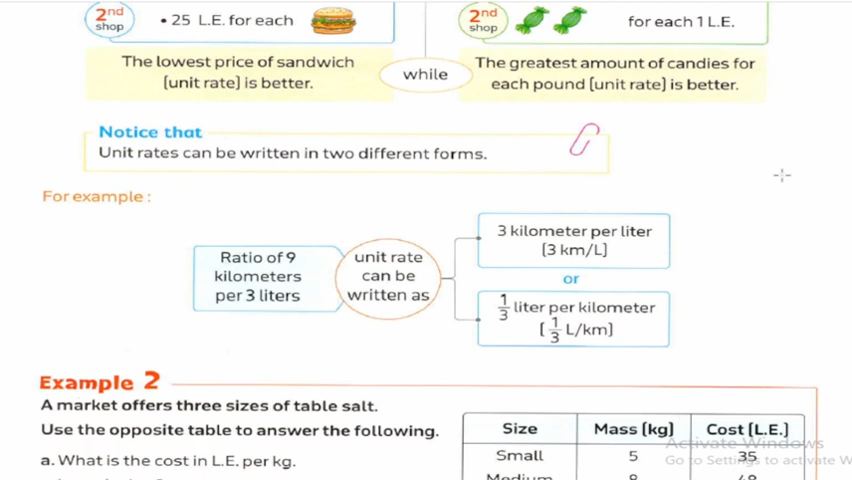 2nd shop • 25 L.E. for each
2nd shop for each 1 L.E.
The lowest price of sandwich
[unit rate] is better.
while
The greatest amount of candies for
each pound [unit rate] is better.
Notice that
Unit rates can be written in two different forms.
For example :
Ratio of 9
kilometers
per 3 liters
unit rate
can be
written as
3 kilometer per liter
[3 km/L]
or
1/3 liter per kilometer
[1/3 L/km]
Example 2
A market offers three sizes of table salt.
Use the opposite table to answer the following.
a. What is the cost in L.E. per kg.
Size Mass [kg] Cost [L.E.]
Small 5 35
Medium 8 48
Activate Windows
Go to Settings to activate W